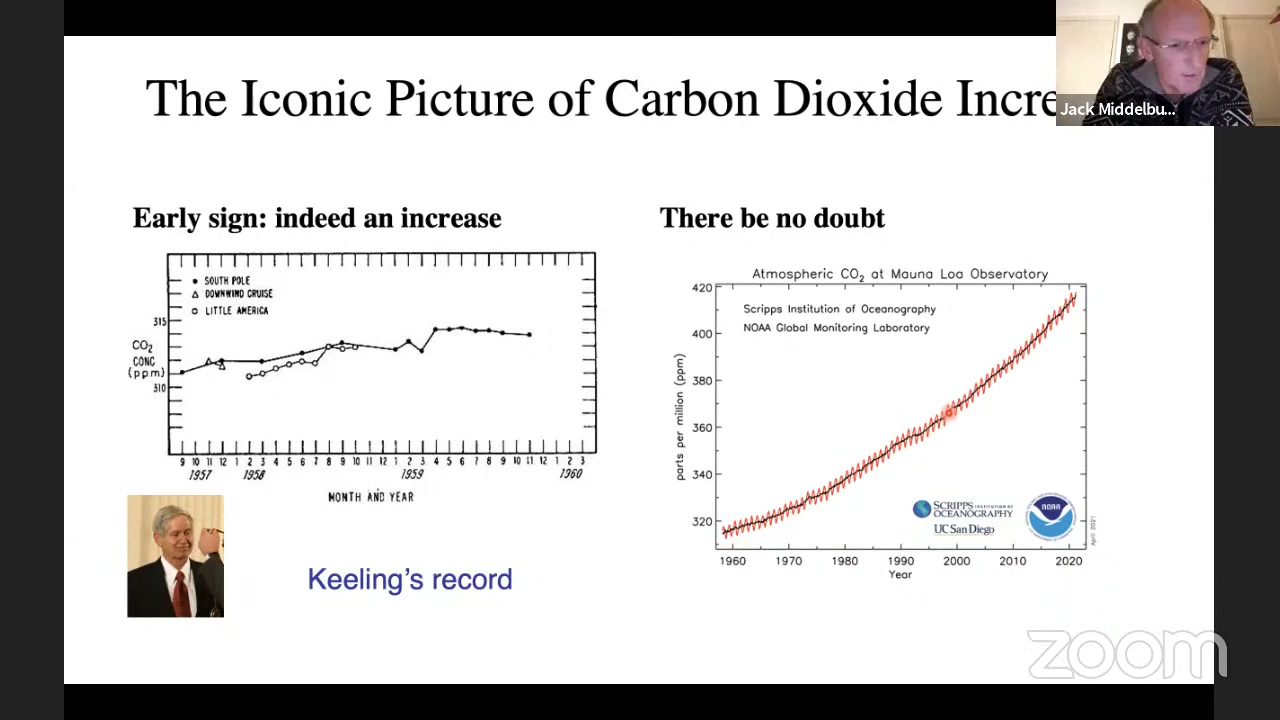 The Iconic Picture of Carbon Dioxide Incre
Jack Middelbu...
Early sign: indeed an increase
There be no doubt
SOUTH POLE
DOWNWIND CRUISE
LITTLE AMERICA
315
CO2
CONC
(ppm)
310
9 10 11 12 1 2 3 4 5 6 7 8 9 10 11 12 1 2 3 4 5 6 7 8 9 10 11 12 1 2 3
1957 1958 1959 1960
MONTH AND YEAR
Atmospheric CO2 at Mauna Loa Observatory
Scripps Institution of Oceanography
NOAA Global Monitoring Laboratory
parts per million (ppm)
420
400
380
360
340
320
SCRIPPS INSTITUTION OF
OCEANOGRAPHY
UC San Diego
NOAA
April 2021
1960 1970 1980 1990 2000 2010 2020
Year
Keeling's record
zoom